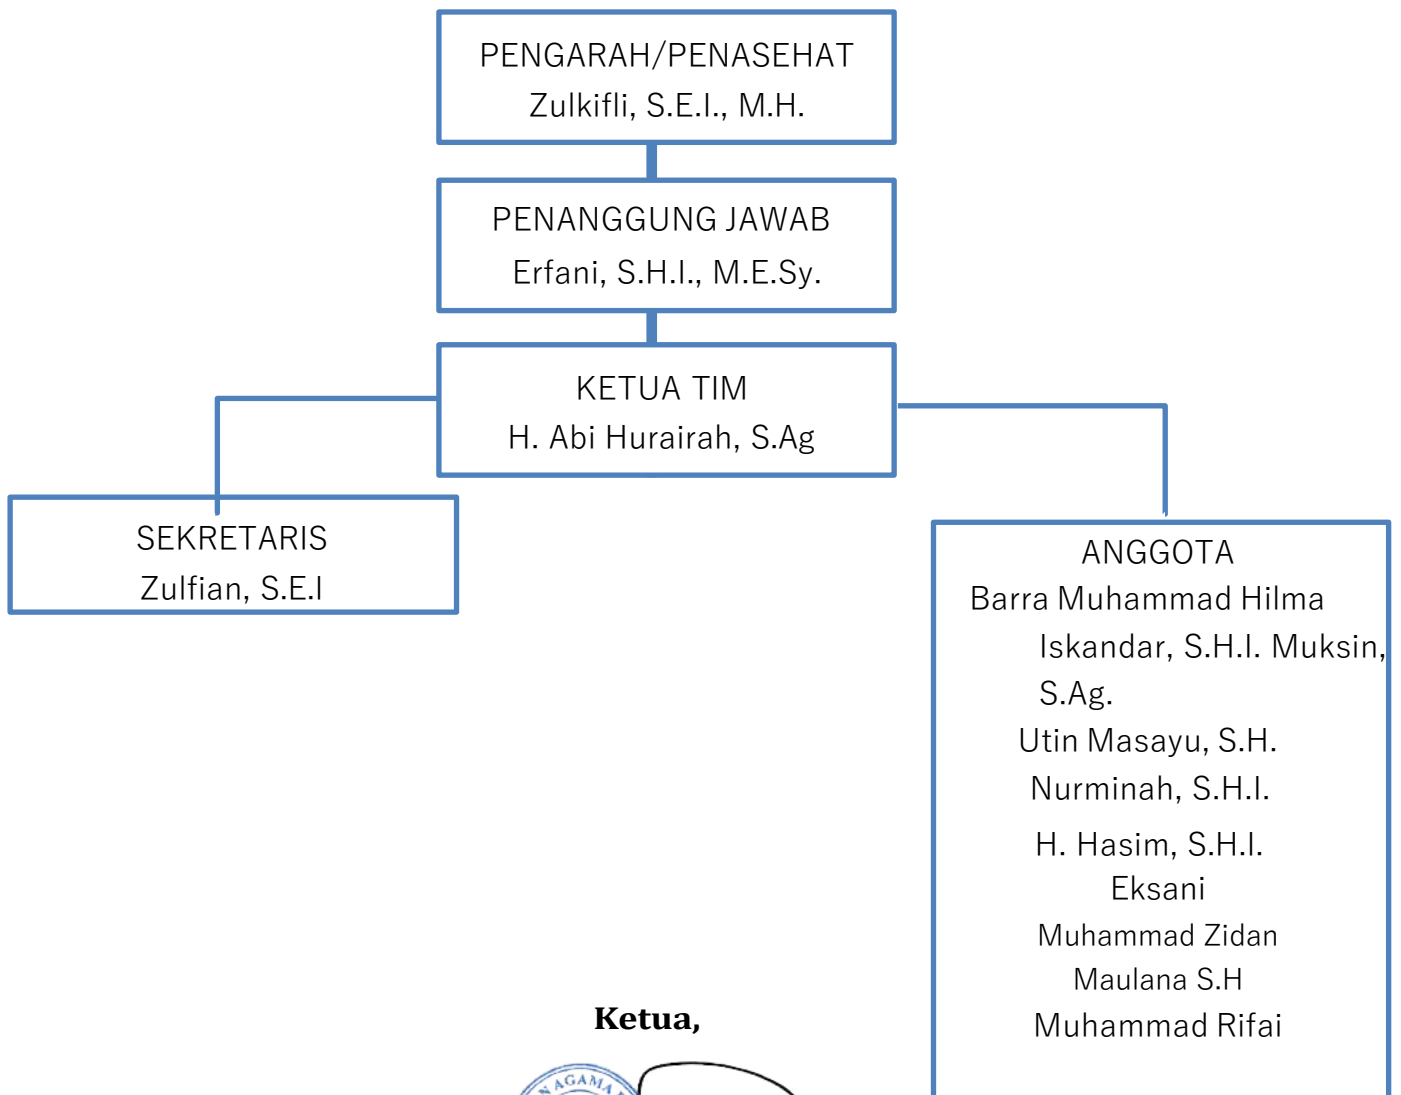 PENGARAH/PENASEHAT
Zulkifli, S.E.I., M.H.
PENANGGUNG JAWAB
Erfani, S.H.I., M.E.Sy.
KETUA TIM
H. Abi Hurairah, S.Ag
SEKRETARIS
Zulfian, S.E.I
ANGGOTA
Barra Muhammad Hilma
Iskandar, S.H.I. Muksin,
S.Ag.
Utin Masayu, S.H.
Nurminah, S.H.I.
H. Hasim, S.H.I.
Eksani
Muhammad Zidan
Maulana S.H
Muhammad Rifai
Ketua,
AGAMA